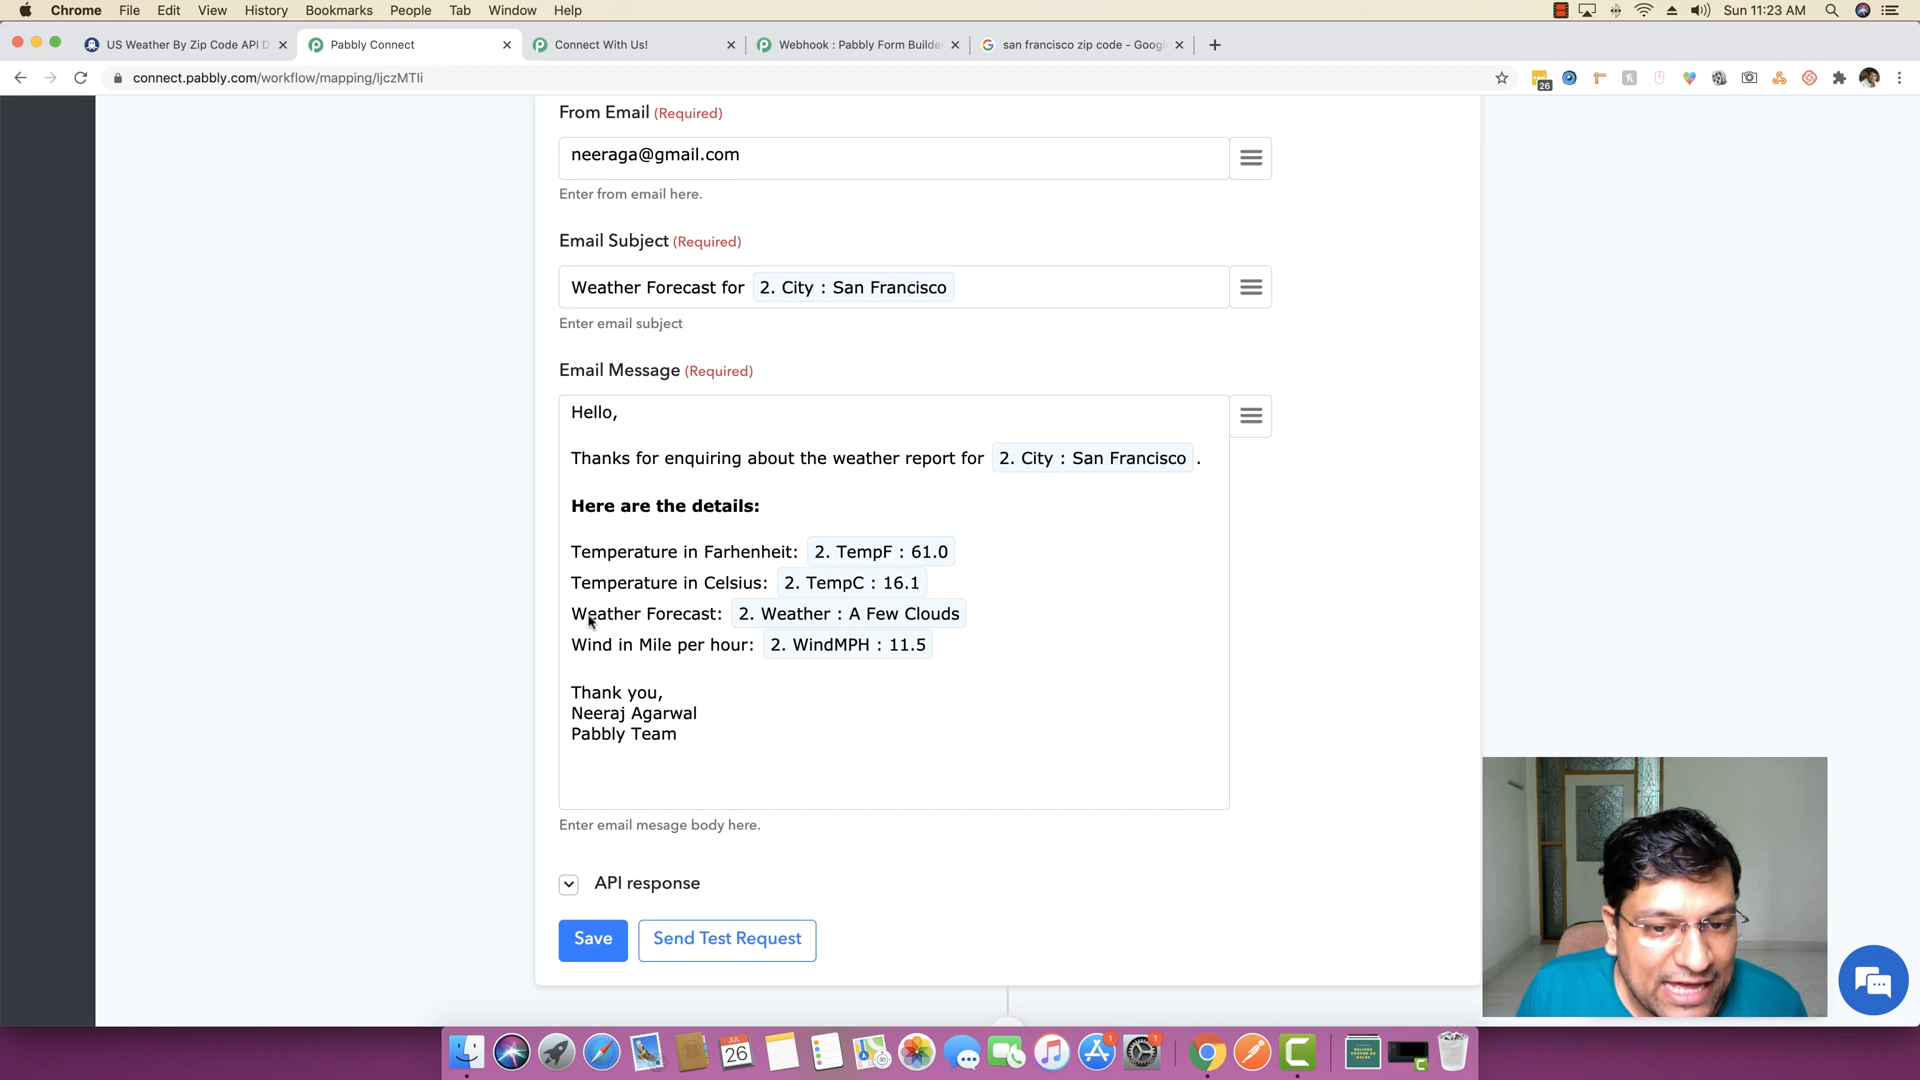 Chrome File Edit View History Bookmarks People Tab Window Help
Sun 11:23 AM
US Weather By Zip Code API D
Pabbly Connect
Connect With Us!
Webhook : Pabbly Form Builde
san francisco zip code - Googl
connect.pabbly.com/workflow/mapping/IjczMTIi
26
From Email (Required)
neeraga@gmail.com
Enter from email here.
Email Subject (Required)
Weather Forecast for 2. City : San Francisco
Enter email subject
Email Message (Required)
Hello,
Thanks for enquiring about the weather report for 2. City : San Francisco .
Here are the details:
Temperature in Farhenheit: 2. TempF : 61.0
Temperature in Celsius: 2. TempC : 16.1
Weather Forecast: 2. Weather : A Few Clouds
Wind in Mile per hour: 2. WindMPH : 11.5
Thank you,
Neeraj Agarwal
Pabbly Team
Enter email mesage body here.
API response
Save
Send Test Request
JUL
26
1
1